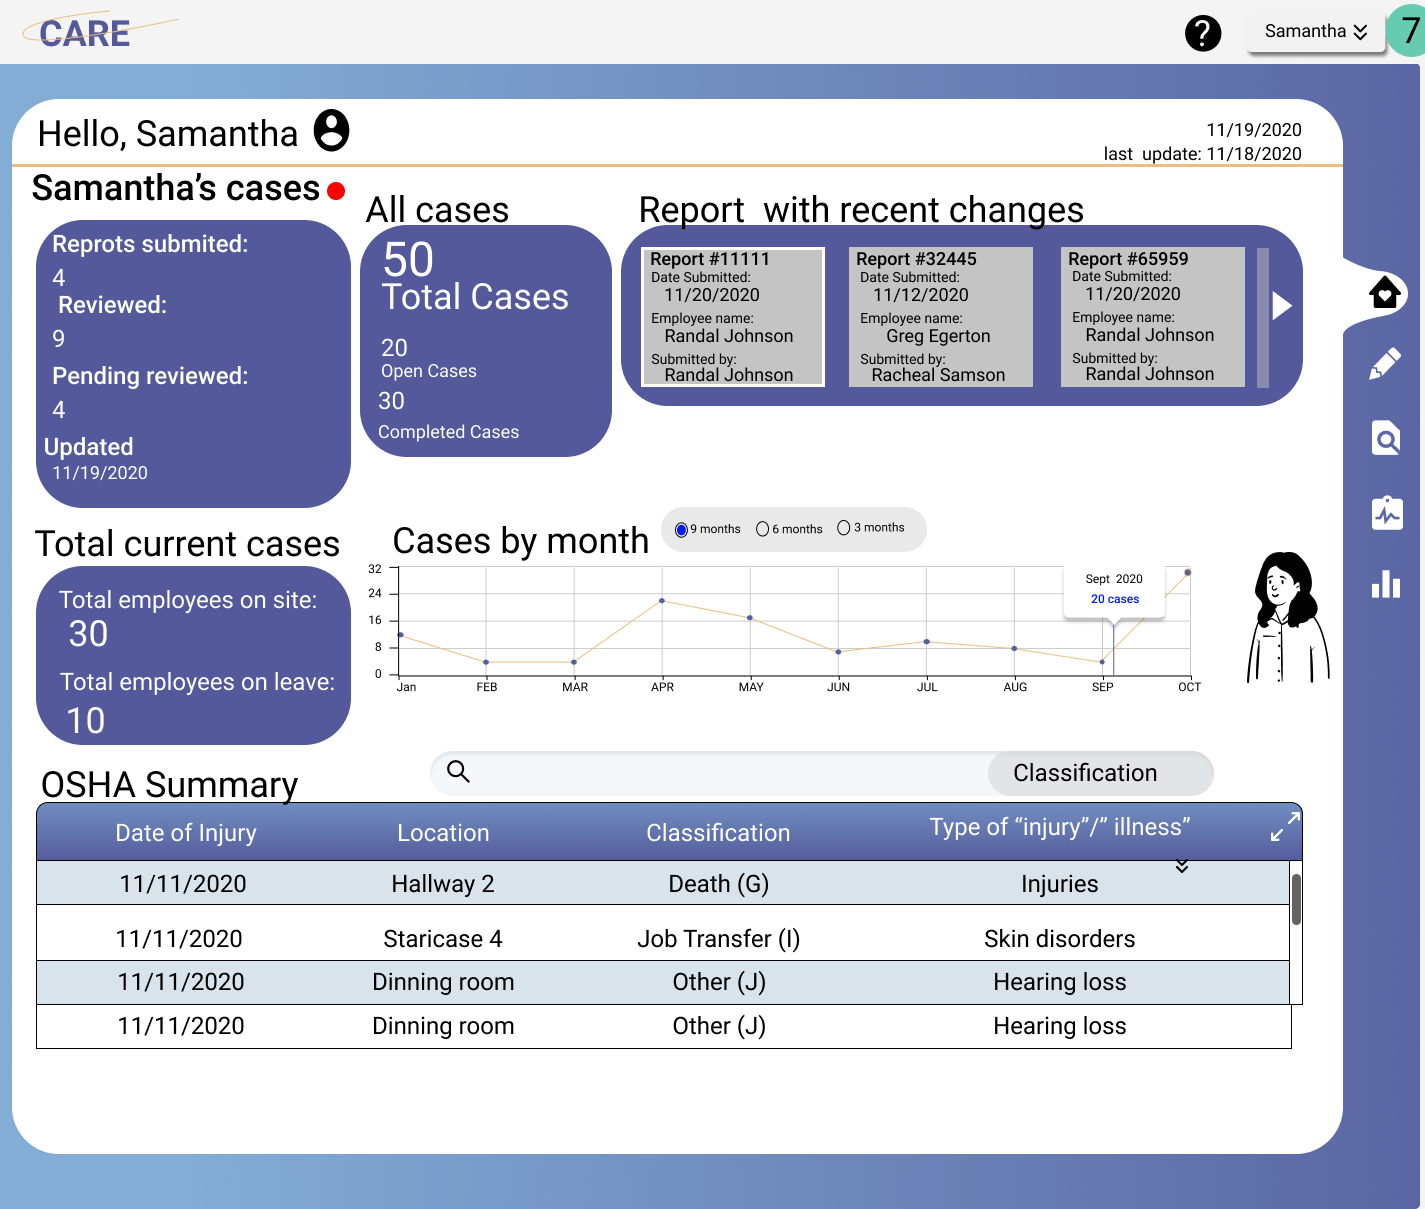 CARE
Samantha
7
Hello, Samantha
11/19/2020
last update: 11/18/2020
Samantha’s cases
Reprots submited:
4
Reviewed:
9
Pending reviewed:
4
Updated
11/19/2020
All cases
50
Total Cases
20
Open Cases
30
Completed Cases
Report with recent changes
Report #11111
Date Submitted:
11/20/2020
Employee name:
Randal Johnson
Submitted by:
Randal Johnson
Report #32445
Date Submitted:
11/12/2020
Employee name:
Greg Egerton
Submitted by:
Racheal Samson
Report #65959
Date Submitted:
11/20/2020
Employee name:
Randal Johnson
Submitted by:
Randal Johnson
Total current cases
Total employees on site:
30
Total employees on leave:
10
Cases by month
9 months 6 months 3 months
32
24
16
8
0
Sept 2020
20 cases
Jan FEB MAR APR MAY JUN JUL AUG SEP OCT
OSHA Summary
Classification
Date of Injury Location Classification Type of “injury”/” illness”
11/11/2020 Hallway 2 Death (G) Injuries
11/11/2020 Staricase 4 Job Transfer (I) Skin disorders
11/11/2020 Dinning room Other (J) Hearing loss
11/11/2020 Dinning room Other (J) Hearing loss